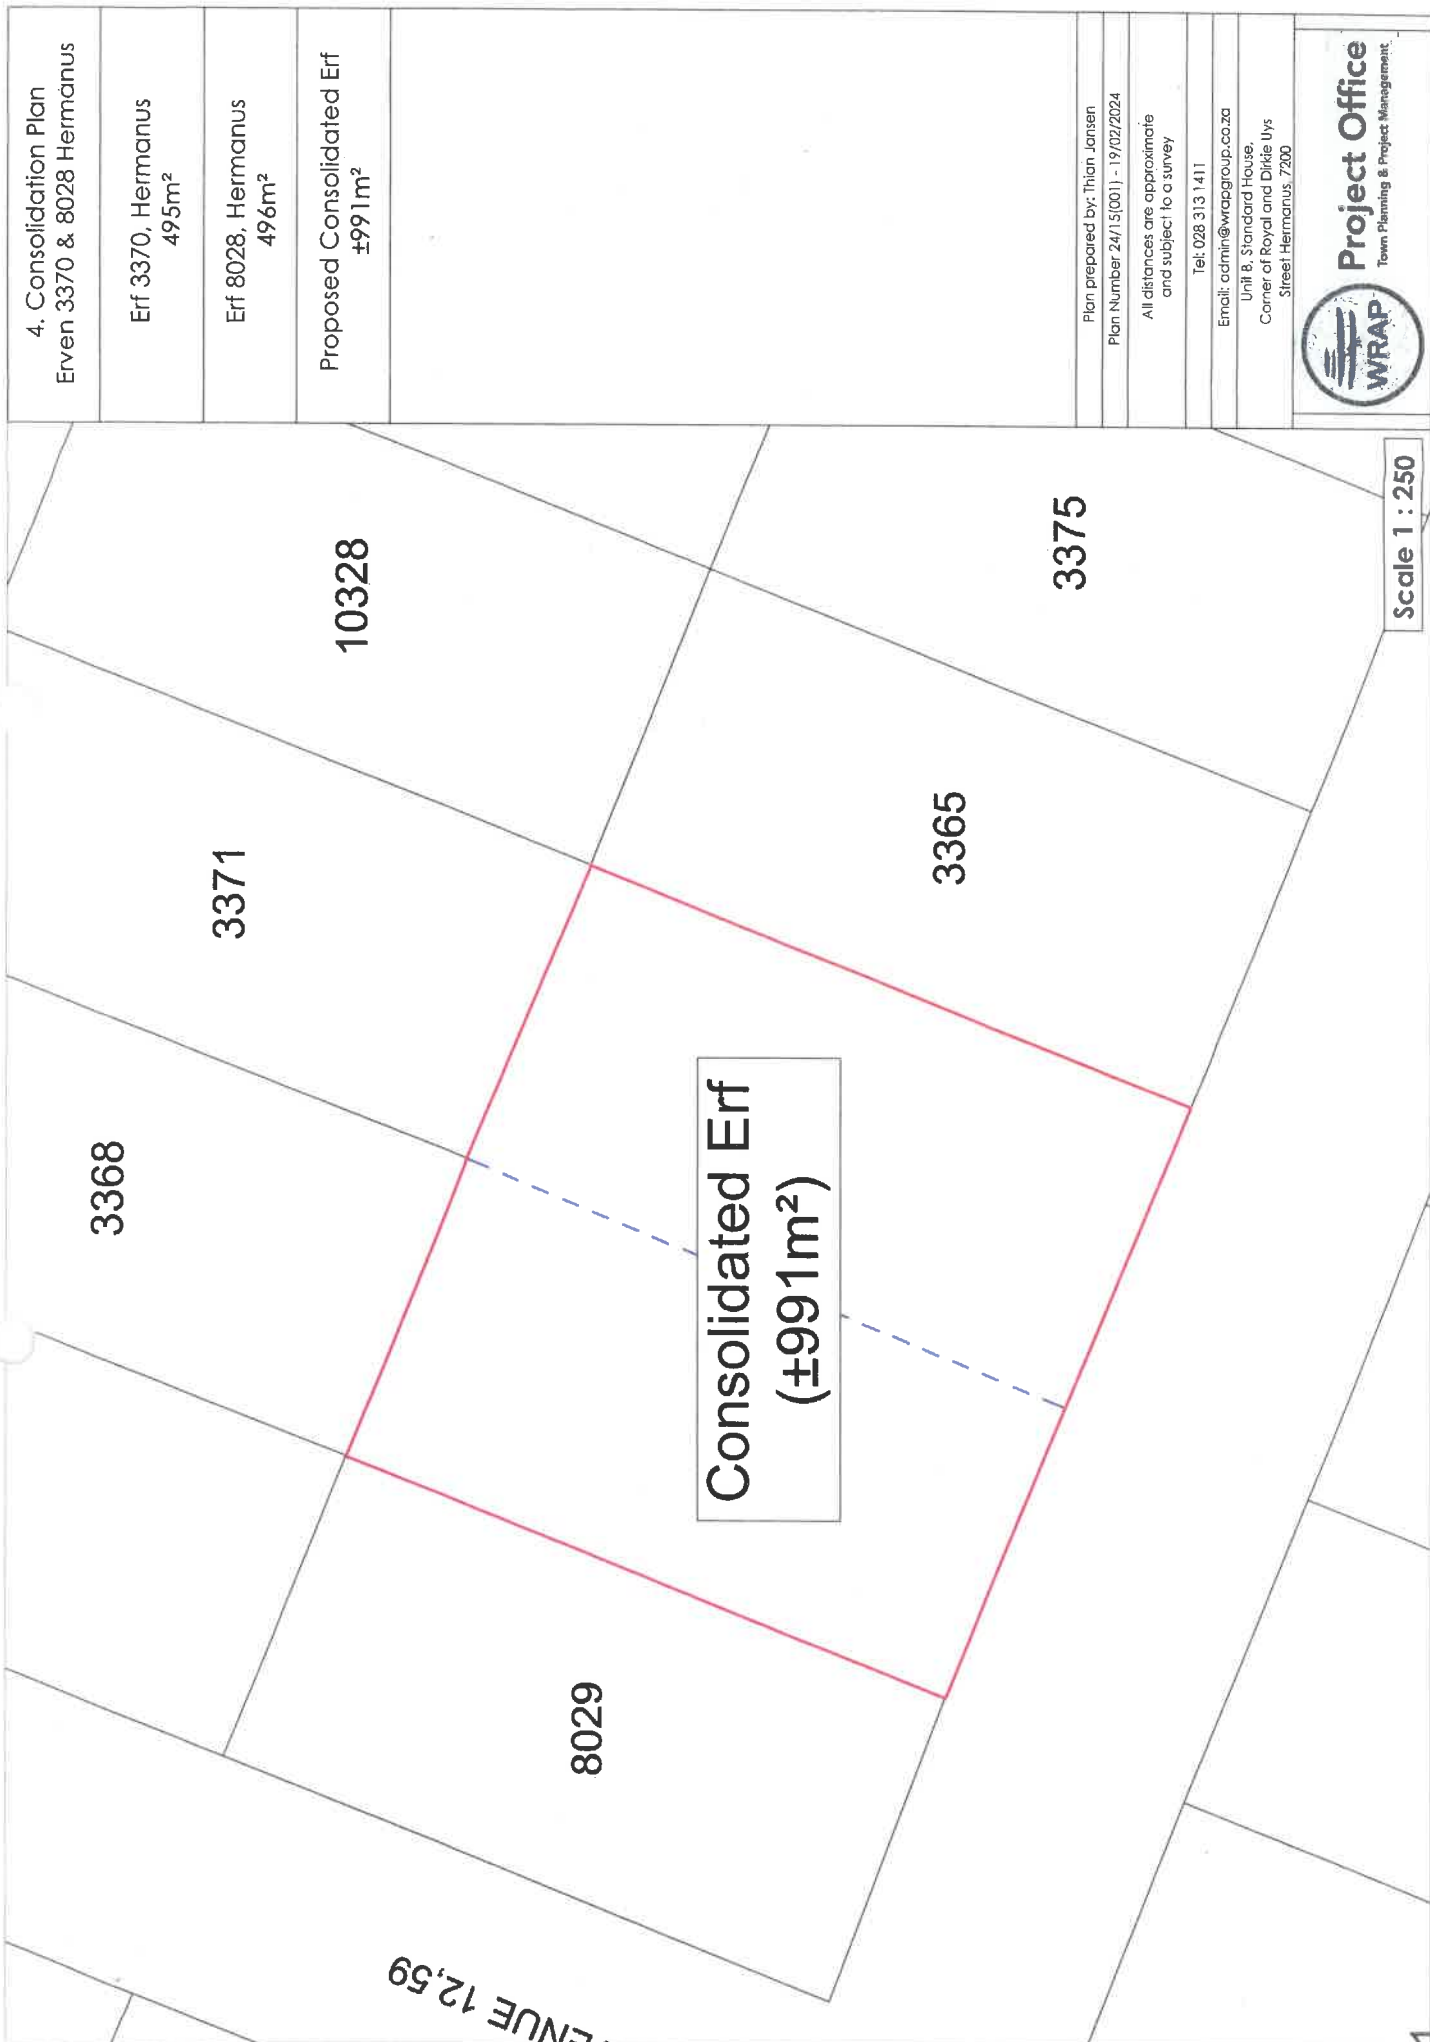 4. Consolidation Plan
Erven 3370 & 8028 Hermanus
Erf 3370, Hermanus
495m²
Erf 8028, Hermanus
496m²
Proposed Consolidated Erf
±991m²
Plan prepared by: Thian Jansen
Plan Number 24/15(001) - 19/02/2024
All distances are approximate
and subject to a survey
Tel: 028 313 1411
Email: admin@wrapgroup.co.za
Unit B, Standard House,
Corner of Royal and Dirkie Uys
Street Hermanus, 7200
WRAP
Project Office
Town Planning & Project Management
3368
3371
10328
8029
Consolidated Erf
(±991m²)
3365
3375
ENUE 12,59
Scale 1 : 250